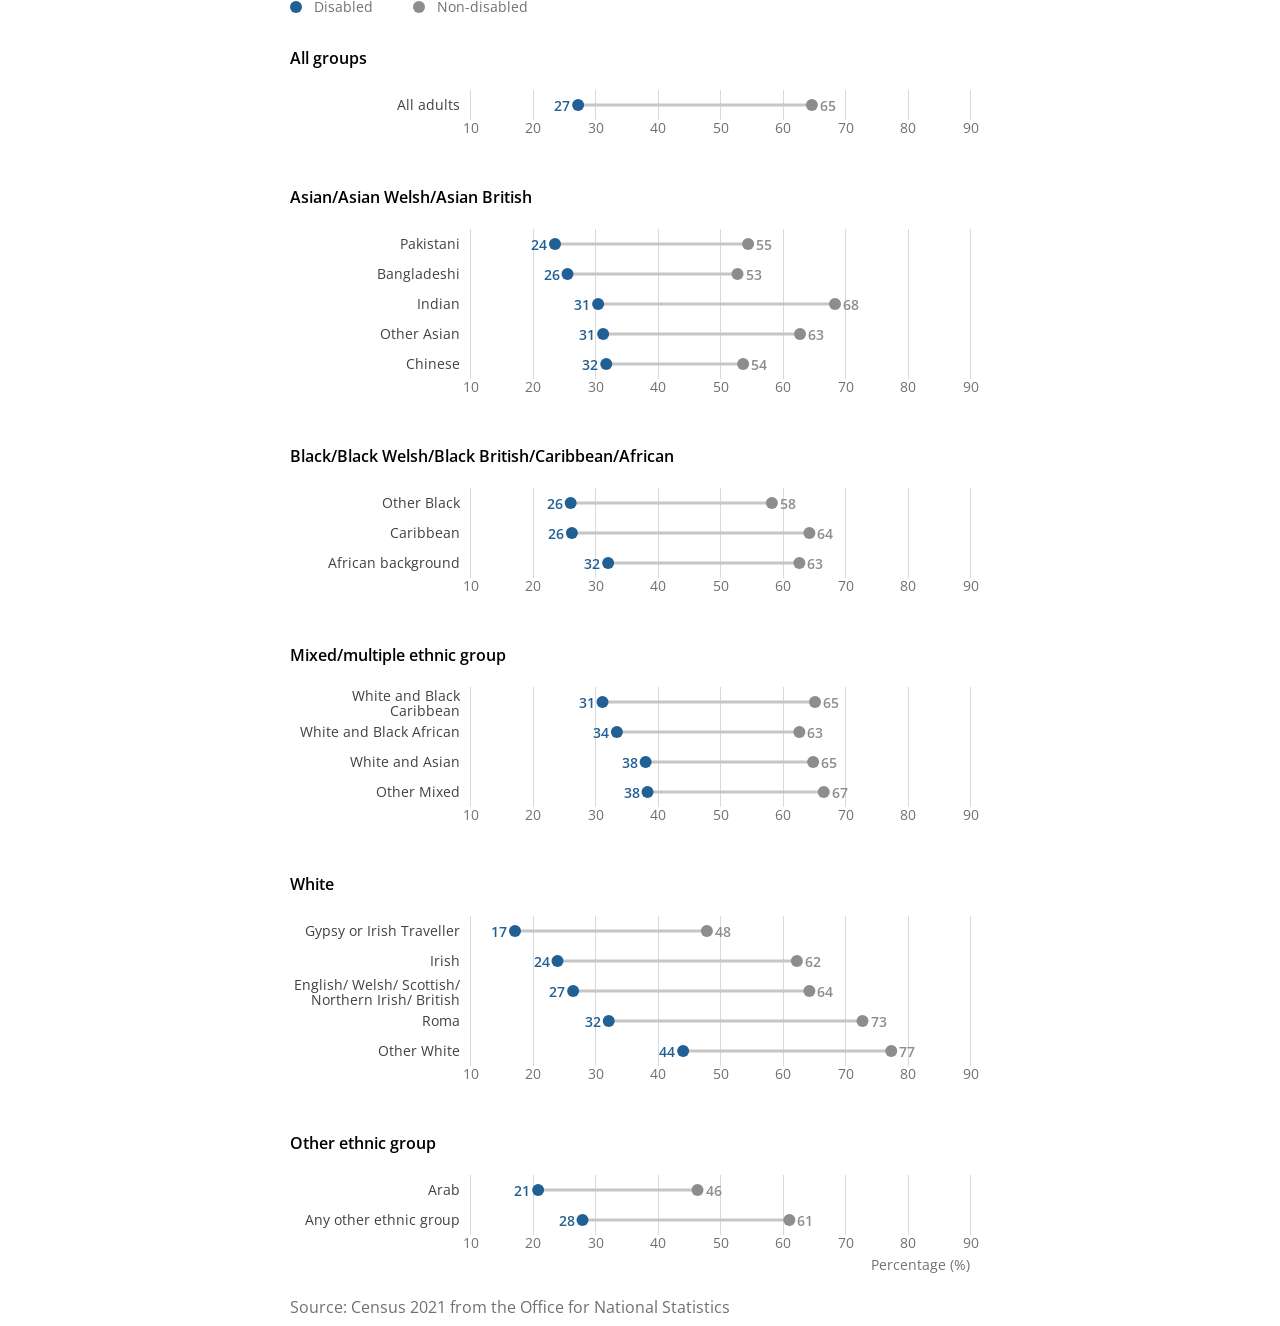 Disabled Non-disabled
All groups
All adults 27 65
10 20 30 40 50 60 70 80 90
Asian/Asian Welsh/Asian British
Pakistani 24 55
Bangladeshi 26 53
Indian 31 68
Other Asian 31 63
Chinese 32 54
10 20 30 40 50 60 70 80 90
Black/Black Welsh/Black British/Caribbean/African
Other Black 26 58
Caribbean 26 64
African background 32 63
10 20 30 40 50 60 70 80 90
Mixed/multiple ethnic group
White and Black
Caribbean 31 65
White and Black African 34 63
White and Asian 38 65
Other Mixed 38 67
10 20 30 40 50 60 70 80 90
White
Gypsy or Irish Traveller 17 48
Irish 24 62
English/ Welsh/ Scottish/
Northern Irish/ British 27 64
Roma 32 73
Other White 44 77
10 20 30 40 50 60 70 80 90
Other ethnic group
Arab 21 46
Any other ethnic group 28 61
10 20 30 40 50 60 70 80 90
Percentage (%)
Source: Census 2021 from the Office for National Statistics